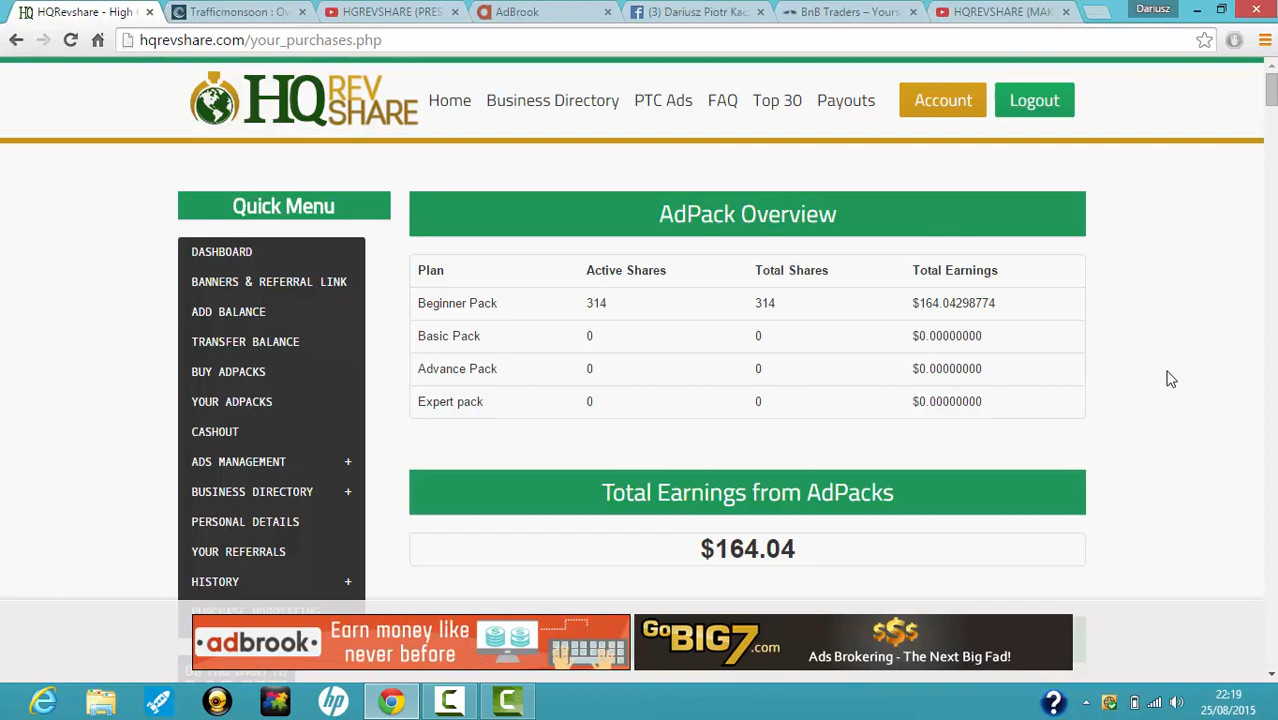 HQRevshare - High
Trafficmonsoon : Ov
HGREVSHARE (PRES
AdBrook
(3) Dariusz Piotr Kac
BnB Traders – Yours
HQREVSHARE (MAK
Dariusz
hqrevshare.com/your_purchases.php
HQ REV SHARE
Home
Business Directory
PTC Ads
FAQ
Top 30
Payouts
Account
Logout
Quick Menu
DASHBOARD
BANNERS & REFERRAL LINK
ADD BALANCE
TRANSFER BALANCE
BUY ADPACKS
YOUR ADPACKS
CASHOUT
ADS MANAGEMENT +
BUSINESS DIRECTORY +
PERSONAL DETAILS
YOUR REFERRALS
HISTORY +
AdPack Overview
Plan Active Shares Total Shares Total Earnings
Beginner Pack 314 314 $164.04298774
Basic Pack 0 0 $0.00000000
Advance Pack 0 0 $0.00000000
Expert pack 0 0 $0.00000000
Total Earnings from AdPacks
$164.04
adbrook
Earn money like
never before
GoBIG7.com
$$$
Ads Brokering - The Next Big Fad!
22:19
25/08/2015